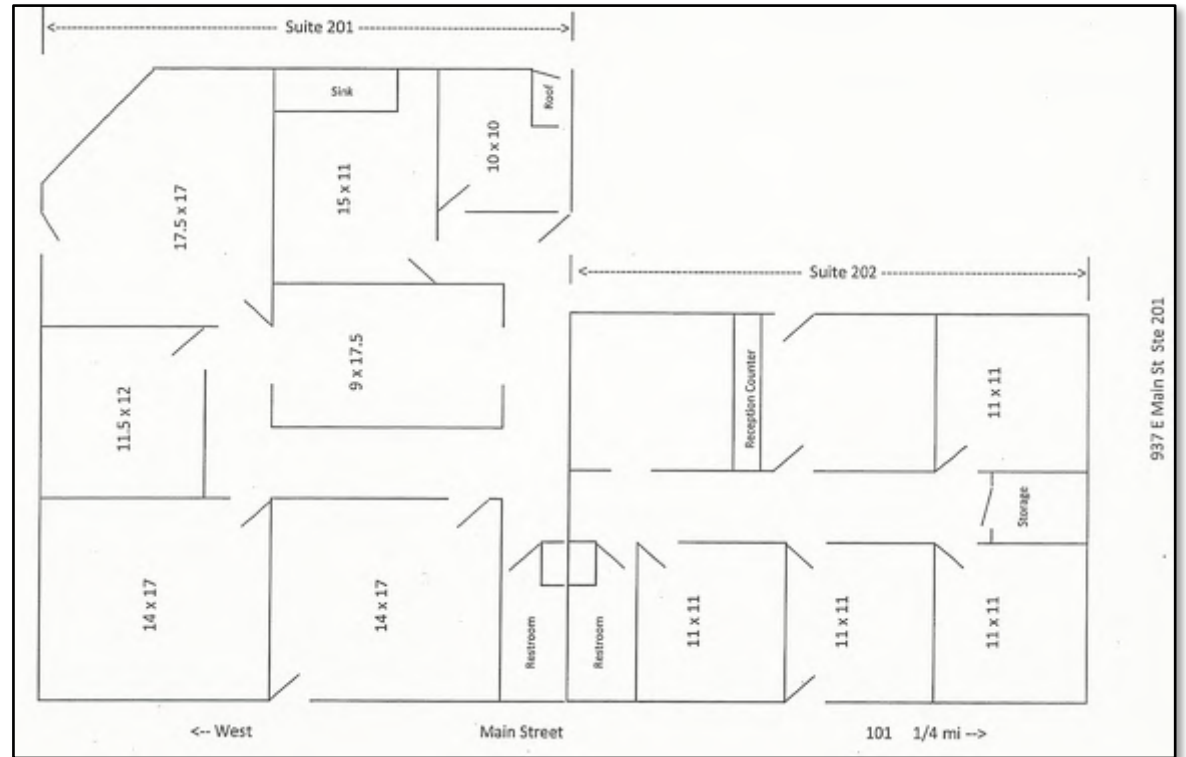 <----------------------------- Suite 201 ----------------------------->
Sink
Roof
17.5 x 17
15 x 11
10 x 10
<----------------------------- Suite 202 ----------------------------->
11.5 x 12
9 x 17.5
Reception Counter
11 x 11
937 E Main St Ste 201
Storage
14 x 17
14 x 17
Restroom
Restroom
11 x 11
11 x 11
11 x 11
<-- West
Main Street
101 1/4 mi -->